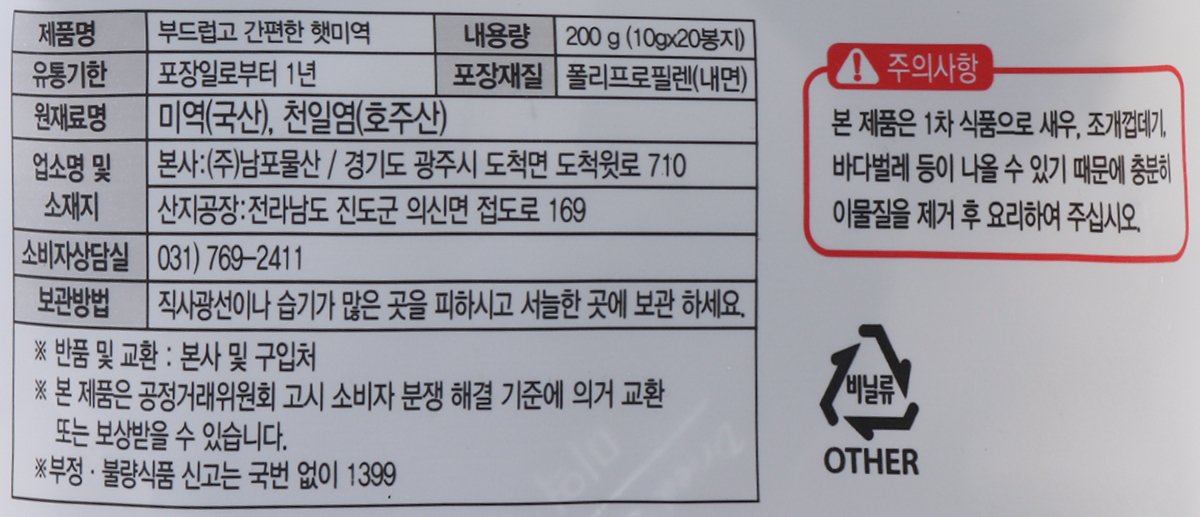 제품명 부드럽고 간편한 햇미역 내용량 200 g (10gx20봉지)
유통기한 포장일로부터 1년 포장재질 폴리프로필렌(내면)
원재료명 미역(국산), 천일염(호주산)
업소명 및 소재지 본사:(주)남포물산 / 경기도 광주시 도척면 도척윗로 710
산지공장:전라남도 진도군 의신면 접도로 169
소비자상담실 031) 769-2411
보관방법 직사광선이나 습기가 많은 곳을 피하시고 서늘한 곳에 보관 하세요.
※ 반품 및 교환 : 본사 및 구입처
※ 본 제품은 공정거래위원회 고시 소비자 분쟁 해결 기준에 의거 교환
또는 보상받을 수 있습니다.
※부정 · 불량식품 신고는 국번 없이 1399
주의사항
본 제품은 1차 식품으로 새우, 조개껍데기,
바다벌레 등이 나올 수 있기 때문에 충분히
이물질을 제거 후 요리하여 주십시오.
비닐류
OTHER